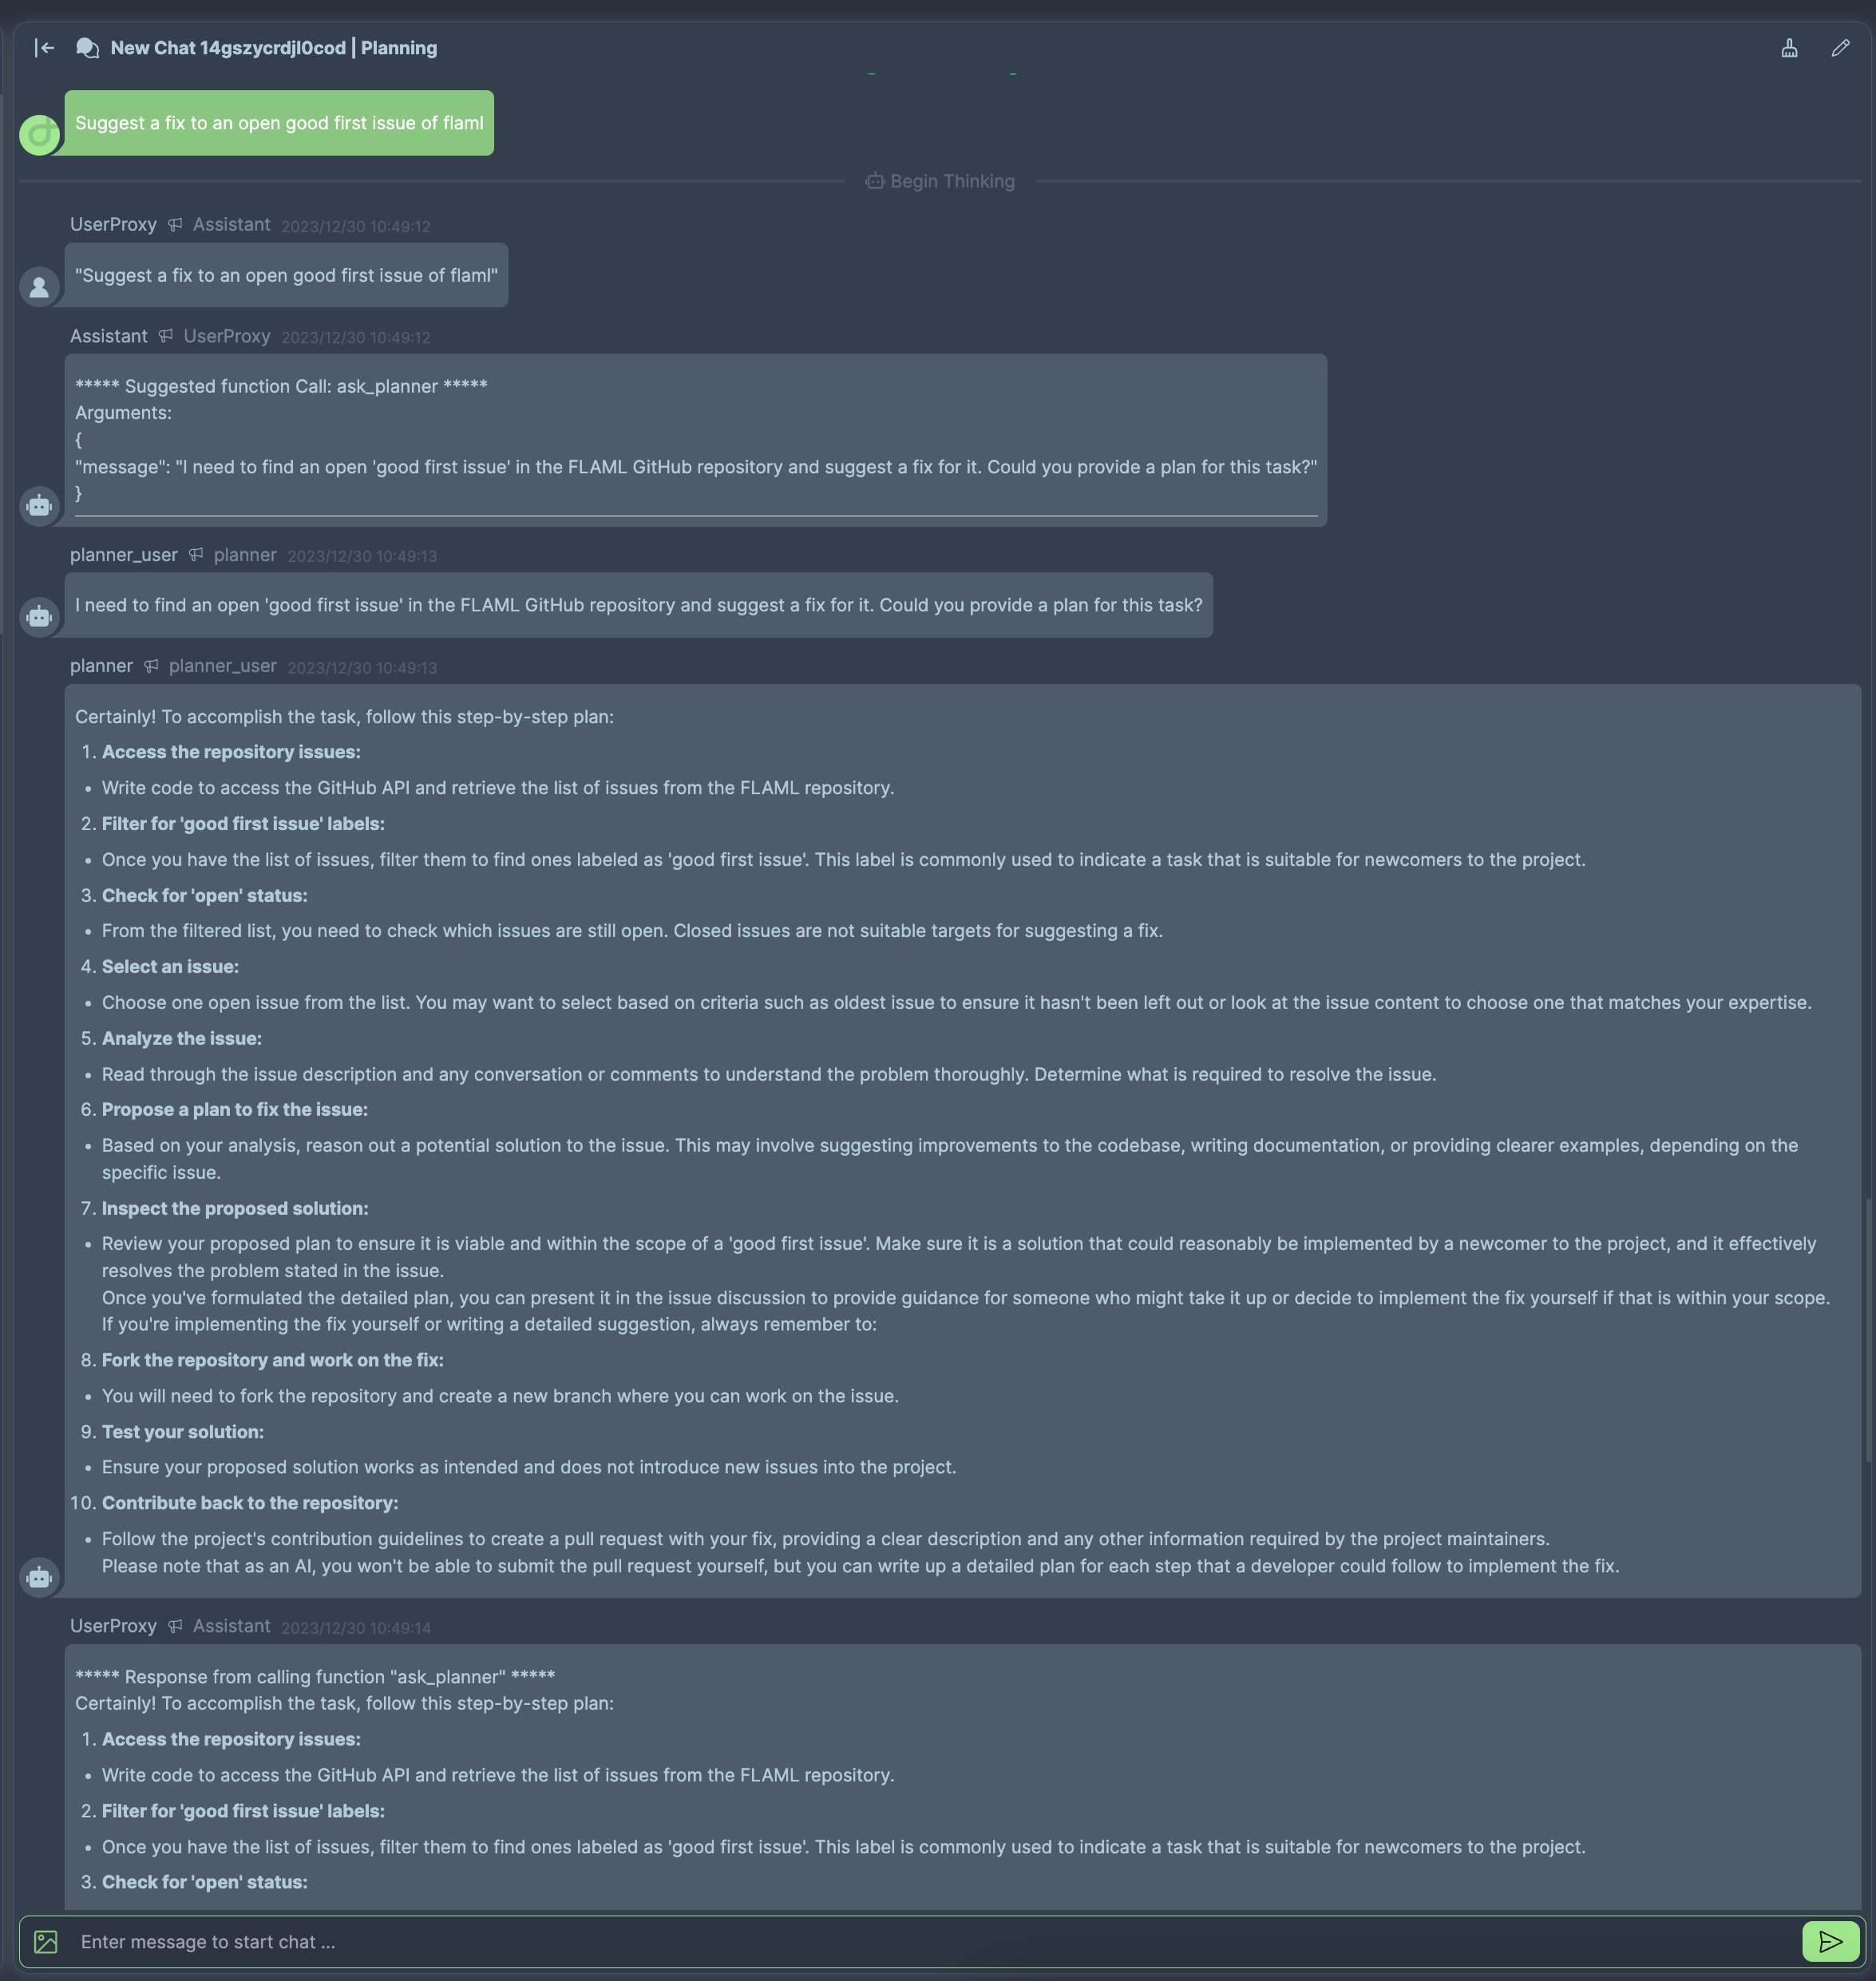 New Chat 14gszycrdjl0cod | Planning
Suggest a fix to an open good first issue of flaml
Begin Thinking
UserProxy Assistant 2023/12/30 10:49:12
"Suggest a fix to an open good first issue of flaml"
Assistant UserProxy 2023/12/30 10:49:12
***** Suggested function Call: ask_planner *****
Arguments:
{
"message": "I need to find an open 'good first issue' in the FLAML GitHub repository and suggest a fix for it. Could you provide a plan for this task?"
}
planner_user planner 2023/12/30 10:49:13
I need to find an open 'good first issue' in the FLAML GitHub repository and suggest a fix for it. Could you provide a plan for this task?
planner planner_user 2023/12/30 10:49:13
Certainly! To accomplish the task, follow this step-by-step plan:
1. Access the repository issues:
• Write code to access the GitHub API and retrieve the list of issues from the FLAML repository.
2. Filter for 'good first issue' labels:
• Once you have the list of issues, filter them to find ones labeled as 'good first issue'. This label is commonly used to indicate a task that is suitable for newcomers to the project.
3. Check for 'open' status:
• From the filtered list, you need to check which issues are still open. Closed issues are not suitable targets for suggesting a fix.
4. Select an issue:
• Choose one open issue from the list. You may want to select based on criteria such as oldest issue to ensure it hasn't been left out or look at the issue content to choose one that matches your expertise.
5. Analyze the issue:
• Read through the issue description and any conversation or comments to understand the problem thoroughly. Determine what is required to resolve the issue.
6. Propose a plan to fix the issue:
• Based on your analysis, reason out a potential solution to the issue. This may involve suggesting improvements to the codebase, writing documentation, or providing clearer examples, depending on the
specific issue.
7. Inspect the proposed solution:
• Review your proposed plan to ensure it is viable and within the scope of a 'good first issue'. Make sure it is a solution that could reasonably be implemented by a newcomer to the project, and it effectively
resolves the problem stated in the issue.
Once you've formulated the detailed plan, you can present it in the issue discussion to provide guidance for someone who might take it up or decide to implement the fix yourself if that is within your scope.
If you're implementing the fix yourself or writing a detailed suggestion, always remember to:
8. Fork the repository and work on the fix:
• You will need to fork the repository and create a new branch where you can work on the issue.
9. Test your solution:
• Ensure your proposed solution works as intended and does not introduce new issues into the project.
10. Contribute back to the repository:
• Follow the project's contribution guidelines to create a pull request with your fix, providing a clear description and any other information required by the project maintainers.
Please note that as an AI, you won't be able to submit the pull request yourself, but you can write up a detailed plan for each step that a developer could follow to implement the fix.
UserProxy Assistant 2023/12/30 10:49:14
***** Response from calling function "ask_planner" *****
Certainly! To accomplish the task, follow this step-by-step plan:
1. Access the repository issues:
• Write code to access the GitHub API and retrieve the list of issues from the FLAML repository.
2. Filter for 'good first issue' labels:
• Once you have the list of issues, filter them to find ones labeled as 'good first issue'. This label is commonly used to indicate a task that is suitable for newcomers to the project.
3. Check for 'open' status:
Enter message to start chat ...